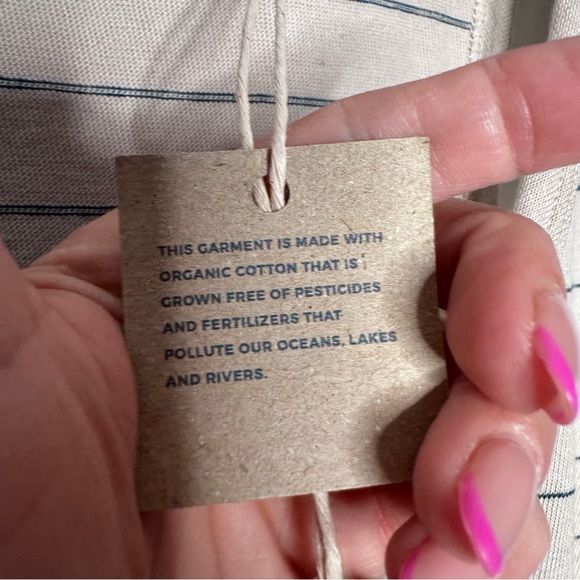 THIS GARMENT IS MADE WITH
ORGANIC COTTON THAT IS
GROWN FREE OF PESTICIDES
AND FERTILIZERS THAT
POLLUTE OUR OCEANS, LAKES
AND RIVERS.